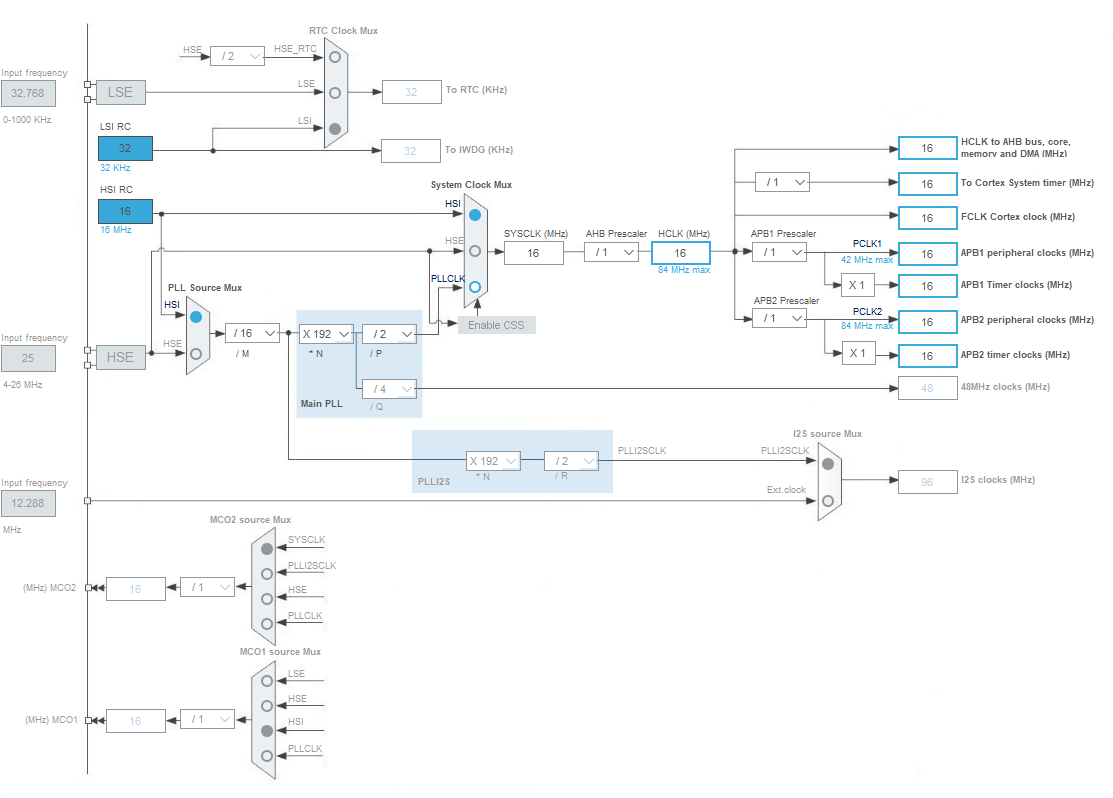 RTC Clock Mux
HSE
/ 2
HSE_RTC
Input frequency
32.768
0-1000 KHz
LSE
LSE
32
To RTC (KHz)
LSI RC
LSI
32
32 KHz
32
To IWDG (KHz)
HSI RC
16
16 MHz
System Clock Mux
HSI
HSE
PLLCLK
SYSCLK (MHz)
16
AHB Prescaler
/ 1
HCLK (MHz)
16
84 MHz max
16
HCLK to AHB bus, core,
memory and DMA (MHz)
/ 1
16
To Cortex System timer (MHz)
16
FCLK Cortex clock (MHz)
APB1 Prescaler
/ 1
PCLK1
42 MHz max
16
APB1 peripheral clocks (MHz)
X 1
16
APB1 Timer clocks (MHz)
APB2 Prescaler
/ 1
PCLK2
84 MHz max
16
APB2 peripheral clocks (MHz)
X 1
16
APB2 timer clocks (MHz)
PLL Source Mux
HSI
HSE
Input frequency
25
4-26 MHz
HSE
/ 16
/ M
X 192
* N
/ 2
/ P
Enable CSS
/ 4
/ Q
Main PLL
48
48MHz clocks (MHz)
X 192
* N
/ 2
/ R
PLLI2S
PLLI2SCLK
I2S source Mux
PLLI2SCLK
Ext.clock
96
I2S clocks (MHz)
Input frequency
12.288
MHz
MCO2 source Mux
SYSCLK
PLLI2SCLK
HSE
PLLCLK
(MHz) MCO2
16
/ 1
MCO1 source Mux
LSE
HSE
HSI
PLLCLK
(MHz) MCO1
16
/ 1